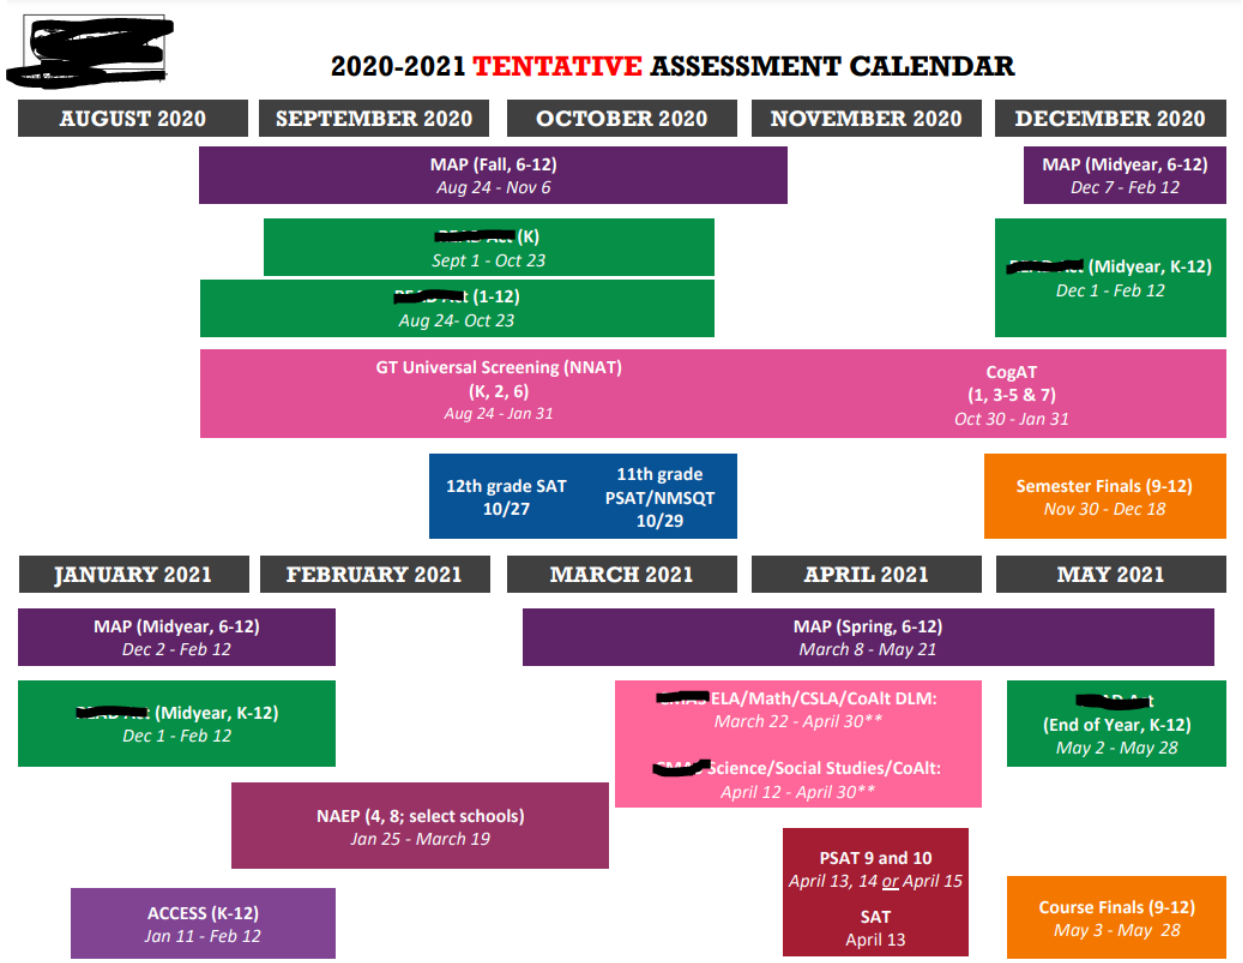 2020-2021 TENTATIVE ASSESSMENT CALENDAR
AUGUST 2020
SEPTEMBER 2020
OCTOBER 2020
NOVEMBER 2020
DECEMBER 2020
MAP (Fall, 6-12)
Aug 24 - Nov 6
MAP (Midyear, 6-12)
Dec 7 - Feb 12
(K)
Sept 1 - Oct 23
(1-12)
Aug 24- Oct 23
(Midyear, K-12)
Dec 1 - Feb 12
GT Universal Screening (NNAT)
(K, 2, 6)
Aug 24 - Jan 31
CogAT
(1, 3-5 & 7)
Oct 30 - Jan 31
12th grade SAT
10/27
11th grade
PSAT/NMSQT
10/29
Semester Finals (9-12)
Nov 30 - Dec 18
JANUARY 2021
FEBRUARY 2021
MARCH 2021
APRIL 2021
MAY 2021
MAP (Midyear, 6-12)
Dec 2 - Feb 12
MAP (Spring, 6-12)
March 8 - May 21
(Midyear, K-12)
Dec 1 - Feb 12
ELA/Math/CSLA/CoAlt DLM:
March 22 - April 30**
Science/Social Studies/CoAlt:
April 12 - April 30**
(End of Year, K-12)
May 2 - May 28
NAEP (4, 8; select schools)
Jan 25 - March 19
PSAT 9 and 10
April 13, 14 or April 15
SAT
April 13
ACCESS (K-12)
Jan 11 - Feb 12
Course Finals (9-12)
May 3 - May  28